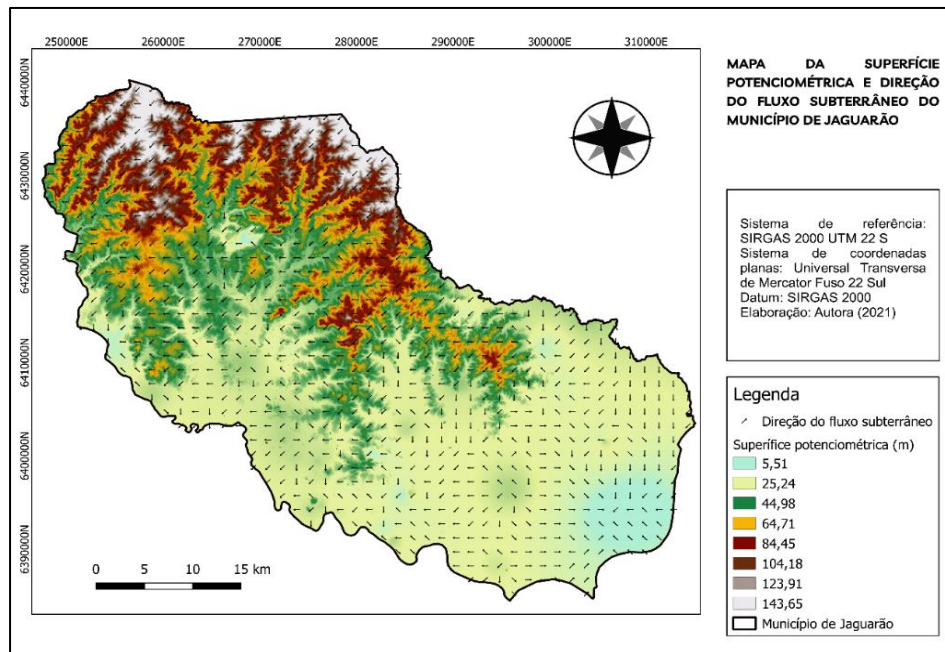 250000E 260000E 270000E 280000E 290000E 300000E 310000E
6440000N
6430000N
6420000N
6410000N
6400000N
6390000N
0 5 10 15 km
MAPA DA SUPERFÍCIE
POTENCIOMÉTRICA E DIREÇÃO
DO FLUXO SUBTERRÂNEO DO
MUNICÍPIO DE JAGUARÃO
Sistema de referência:
SIRGAS 2000 UTM 22 S
Sistema de coordenadas
planas: Universal Transversa
de Mercator Fuso 22 Sul
Datum: SIRGAS 2000
Elaboração: Autora (2021)
Legenda
Direção do fluxo subterrâneo
Superífice potenciométrica (m)
5,51
25,24
44,98
64,71
84,45
104,18
123,91
143,65
Município de Jaguarão